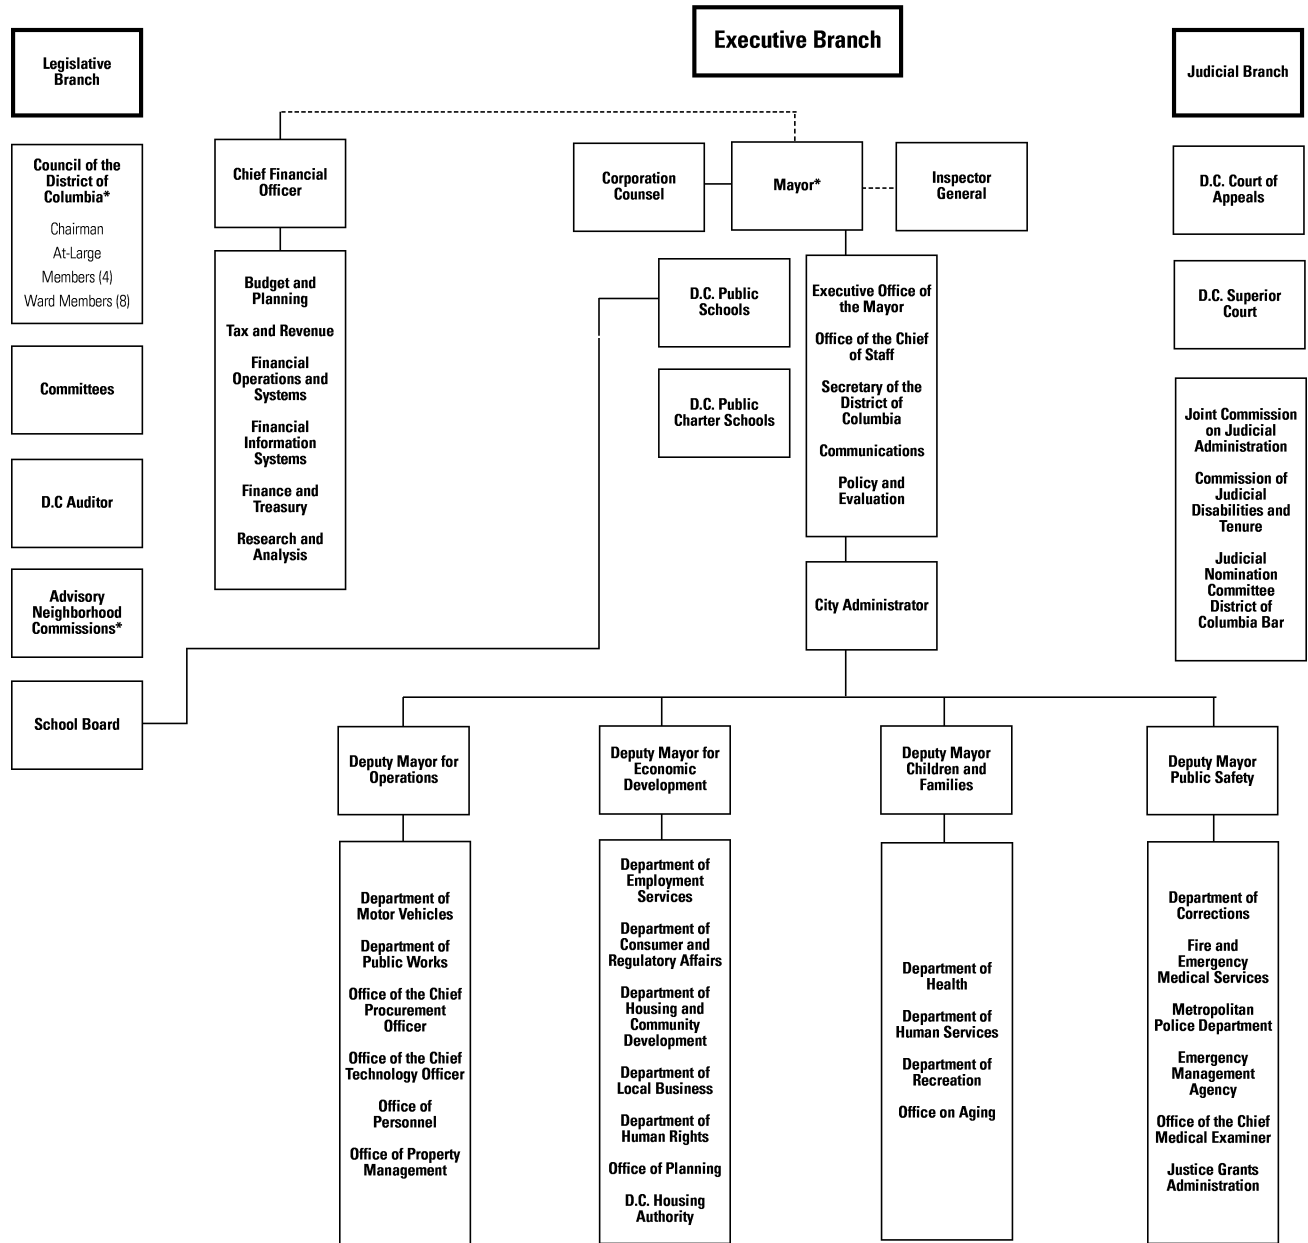 Executive Branch
Legislative
Branch
Judicial Branch
Council of the
District of
Columbia*
Chairman
At-Large
Members (4)
Ward Members (8)
Committees
D.C Auditor
Advisory
Neighborhood
Commissions*
School Board
Chief Financial
Officer
Budget and
Planning
Tax and Revenue
Financial
Operations and
Systems
Financial
Information
Systems
Finance and
Treasury
Research and
Analysis
Corporation
Counsel
Mayor*
Inspector
General
D.C. Public
Schools
D.C. Public
Charter Schools
Executive Office of
the Mayor
Office of the Chief
of Staff
Secretary of the
District of
Columbia
Communications
Policy and
Evaluation
City Administrator
D.C. Court of
Appeals
D.C. Superior
Court
Joint Commission
on Judicial
Administration
Commission of
Judicial
Disabilities and
Tenure
Judicial
Nomination
Committee
District of
Columbia Bar
Deputy Mayor for
Operations
Department of
Motor Vehicles
Department of
Public Works
Office of the Chief
Procurement
Officer
Office of the Chief
Technology Officer
Office of
Personnel
Office of Property
Management
Deputy Mayor for
Economic
Development
Department of
Employment
Services
Department of
Consumer and
Regulatory Affairs
Department of
Housing and
Community
Development
Department of
Local Business
Department of
Human Rights
Office of Planning
D.C. Housing
Authority
Deputy Mayor
Children and
Families
Department of
Health
Department of
Human Services
Department of
Recreation
Office on Aging
Deputy Mayor
Public Safety
Department of
Corrections
Fire and
Emergency
Medical Services
Metropolitan
Police Department
Emergency
Management
Agency
Office of the Chief
Medical Examiner
Justice Grants
Administration